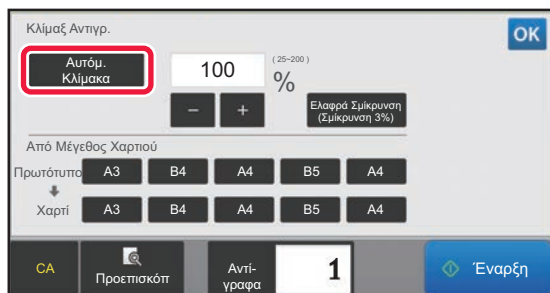 Κλίμαξ Αντιγρ.
OK
Αυτόμ.
Κλίμακα
100
( 25~200 )
%
−
+
Ελαφρά Σμίκρυνση
(Σμίκρυνση 3%)
Από Μέγεθος Χαρτιού
Πρωτότυπο A3 B4 A4 B5 A4
Χαρτί A3 B4 A4 B5 A4
CA
Προεπισκόπ
Αντί-
γραφα
1
Έναρξη